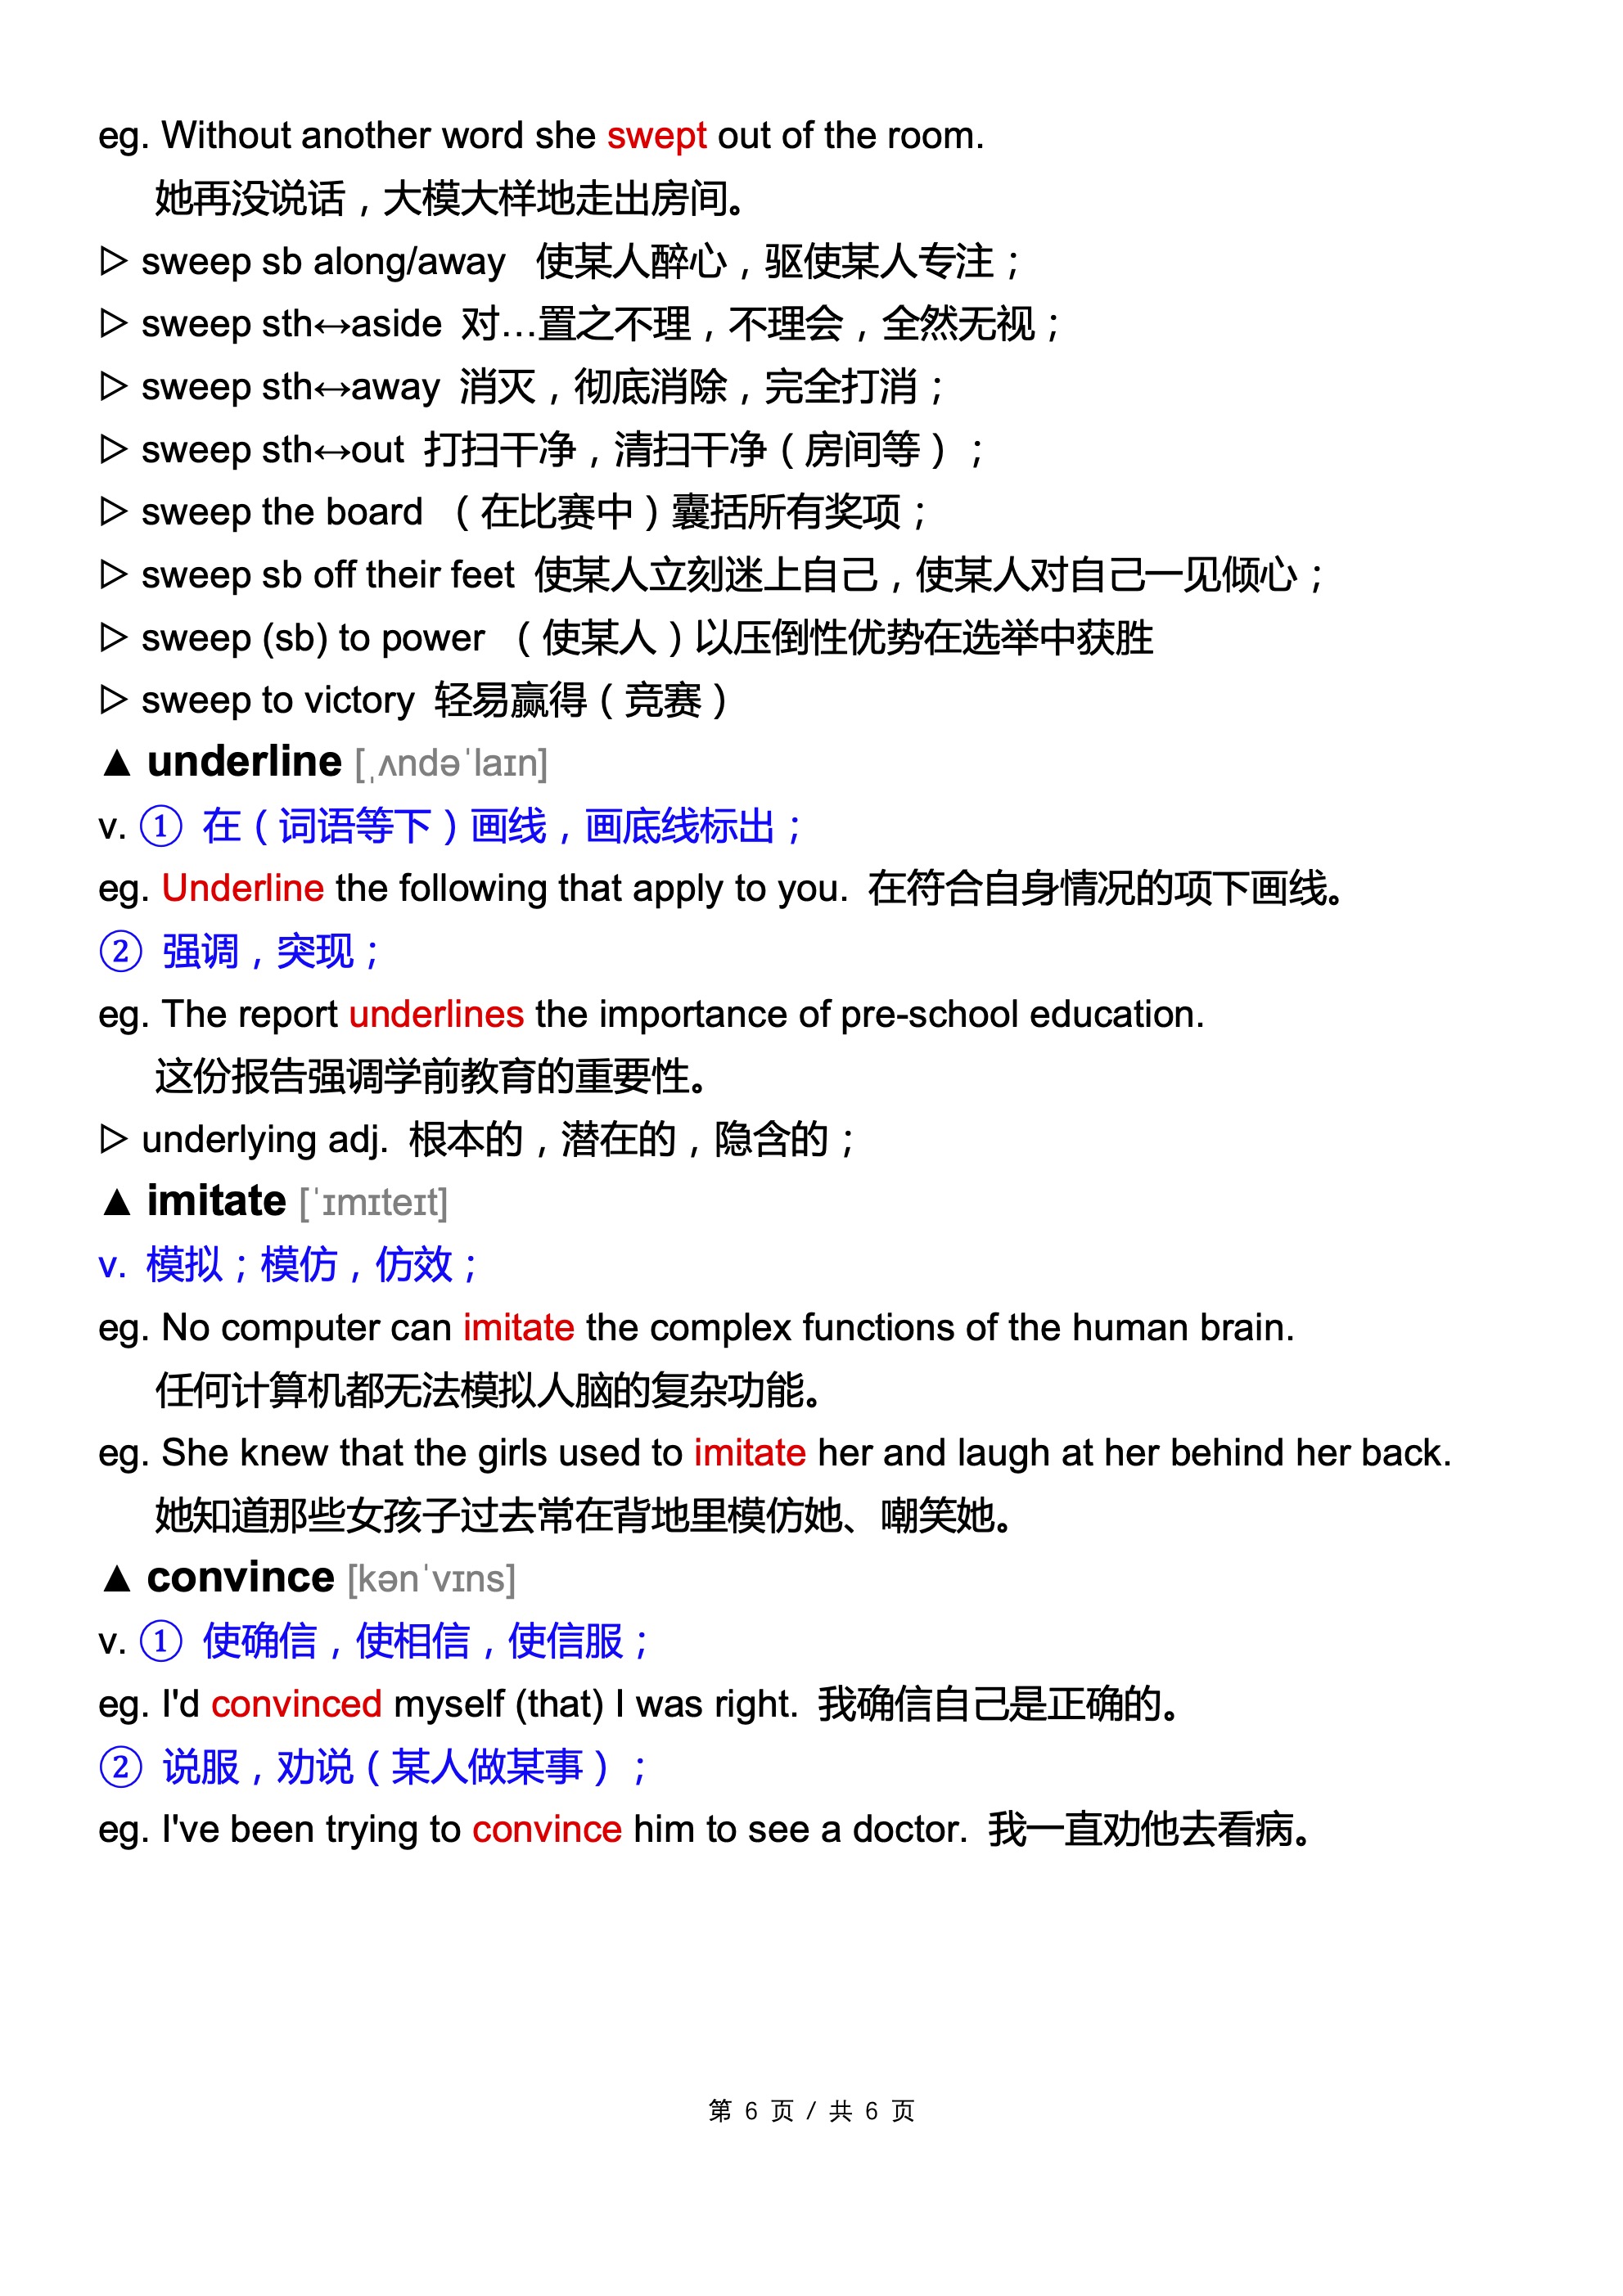 eg. Without another word she swept out of the room.
她再没说话，大模大样地走出房间。
▷ sweep sb along/away 使某人醉心，驱使某人专注；
▷ sweep sth↔aside 对…置之不理，不理会，全然无视；
▷ sweep sth↔away 消灭，彻底消除，完全打消；
▷ sweep sth↔out 打扫干净，清扫干净（房间等）；
▷ sweep the board （在比赛中）囊括所有奖项；
▷ sweep sb off their feet 使某人立刻迷上自己，使某人对自己一见倾心；
▷ sweep (sb) to power （使某人）以压倒性优势在选举中获胜
▷ sweep to victory 轻易赢得（竞赛）
▲ underline [ˌʌndəˈlaɪn]
v. ① 在（词语等下）画线，画底线标出；
eg. Underline the following that apply to you. 在符合自身情况的项下画线。
② 强调，突现；
eg. The report underlines the importance of pre-school education.
这份报告强调学前教育的重要性。
▷ underlying adj. 根本的，潜在的，隐含的；
▲ imitate [ˈɪmɪteɪt]
v. 模拟；模仿，仿效；
eg. No computer can imitate the complex functions of the human brain.
任何计算机都无法模拟人脑的复杂功能。
eg. She knew that the girls used to imitate her and laugh at her behind her back.
她知道那些女孩子过去常在背地里模仿她、嘲笑她。
▲ convince [kənˈvɪns]
v. ① 使确信，使相信，使信服；
eg. I'd convinced myself (that) I was right. 我确信自己是正确的。
② 说服，劝说（某人做某事）；
eg. I've been trying to convince him to see a doctor. 我一直劝他去看病。
第 6 页 / 共 6 页